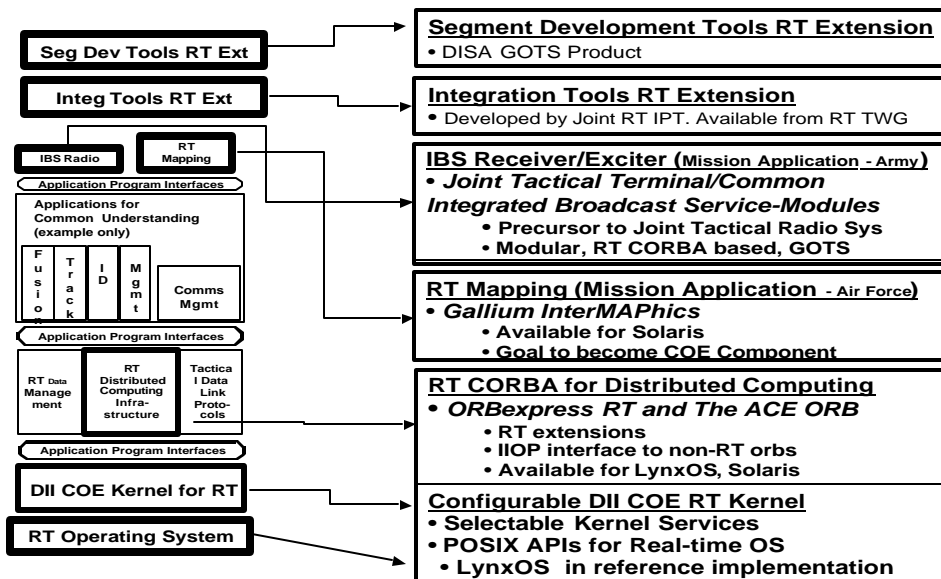 Seg Dev Tools RT Ext
Integ Tools RT Ext
IBS Radio
RT
Mapping
Application Program Interfaces
Applications for
Common Understanding
(example only)
Fusion
Track
ID
Mgmt
Comms
Mgmt
Application Program Interfaces
RT Data
Manage
ment
RT
Distributed
Computing
Infra-
structure
Tactica
l Data
Link
Proto-
cols
Application Program Interfaces
DII COE Kernel for RT
RT Operating System
Segment Development Tools RT Extension
• DISA GOTS Product
Integration Tools RT Extension
• Developed by Joint RT IPT. Available from RT TWG
IBS Receiver/Exciter (Mission Application - Army)
• Joint Tactical Terminal/Common
Integrated Broadcast Service-Modules
• Precursor to Joint Tactical Radio Sys
• Modular, RT CORBA based, GOTS
RT Mapping (Mission Application - Air Force)
• Gallium InterMAPhics
• Available for Solaris
• Goal to become COE Component
RT CORBA for Distributed Computing
• ORBexpress RT and The ACE ORB
• RT extensions
• IIOP interface to non-RT orbs
• Available for LynxOS, Solaris
Configurable DII COE RT Kernel
• Selectable Kernel Services
• POSIX APIs for Real-time OS
• LynxOS in reference implementation